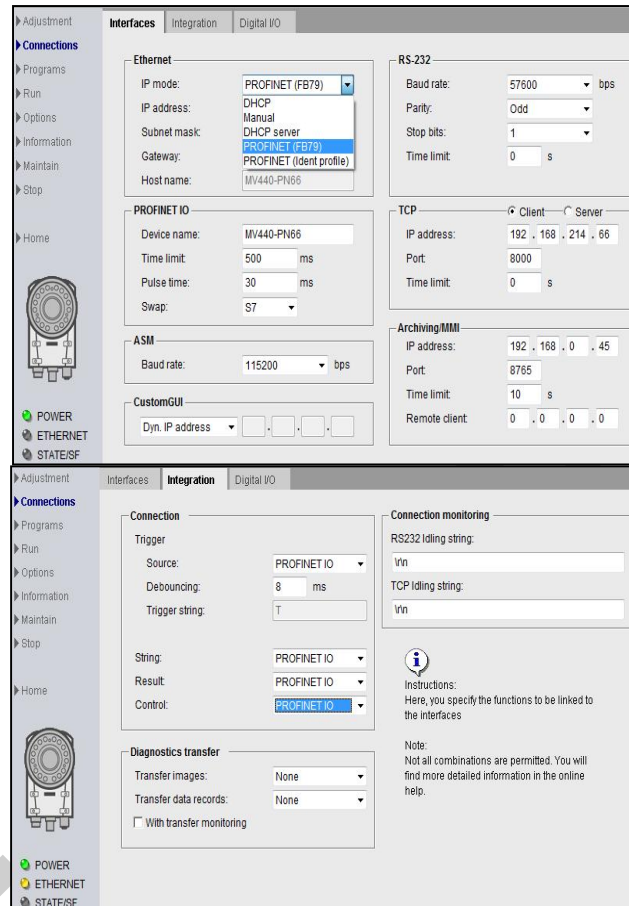 Adjustment
Connections
Programs
Run
Options
Information
Maintain
Stop
Home
POWER
ETHERNET
STATE/SF
Interfaces Integration Digital I/O
Ethernet
IP mode: PROFINET (FB79)
DHCP
Manual
DHCP server
PROFINET (FB79)
PROFINET (Ident profile)
IP address:
Subnet mask:
Gateway:
Host name: MV440-PN66
PROFINET IO
Device name: MV440-PN66
Time limit: 500 ms
Pulse time: 30 ms
Swap: S7
ASM
Baud rate: 115200 bps
CustomGUI
Dyn. IP address . . .
RS-232
Baud rate: 57600 bps
Parity: Odd
Stop bits: 1
Time limit: 0 s
TCP Client Server
IP address: 192 . 168 . 214 . 66
Port: 8000
Time limit: 0 s
Archiving/MMI
IP address: 192 . 168 . 0 . 45
Port: 8765
Time limit: 10 s
Remote client: 0 . 0 . 0 . 0
Adjustment
Connections
Programs
Run
Options
Information
Maintain
Stop
Home
POWER
ETHERNET
STATE/SF
Interfaces Integration Digital I/O
Connection
Trigger
Source: PROFINET IO
Debouncing: 8 ms
Trigger string: T
String: PROFINET IO
Result: PROFINET IO
Control: PROFINET IO
Diagnostics transfer
Transfer images: None
Transfer data records: None
With transfer monitoring
Connection monitoring
RS232 Idling string:
\r\n
TCP Idling string:
\r\n
Instructions:
Here, you specify the functions to be linked to
the interfaces
Note:
Not all combinations are permitted. You will
find more detailed information in the online
help.